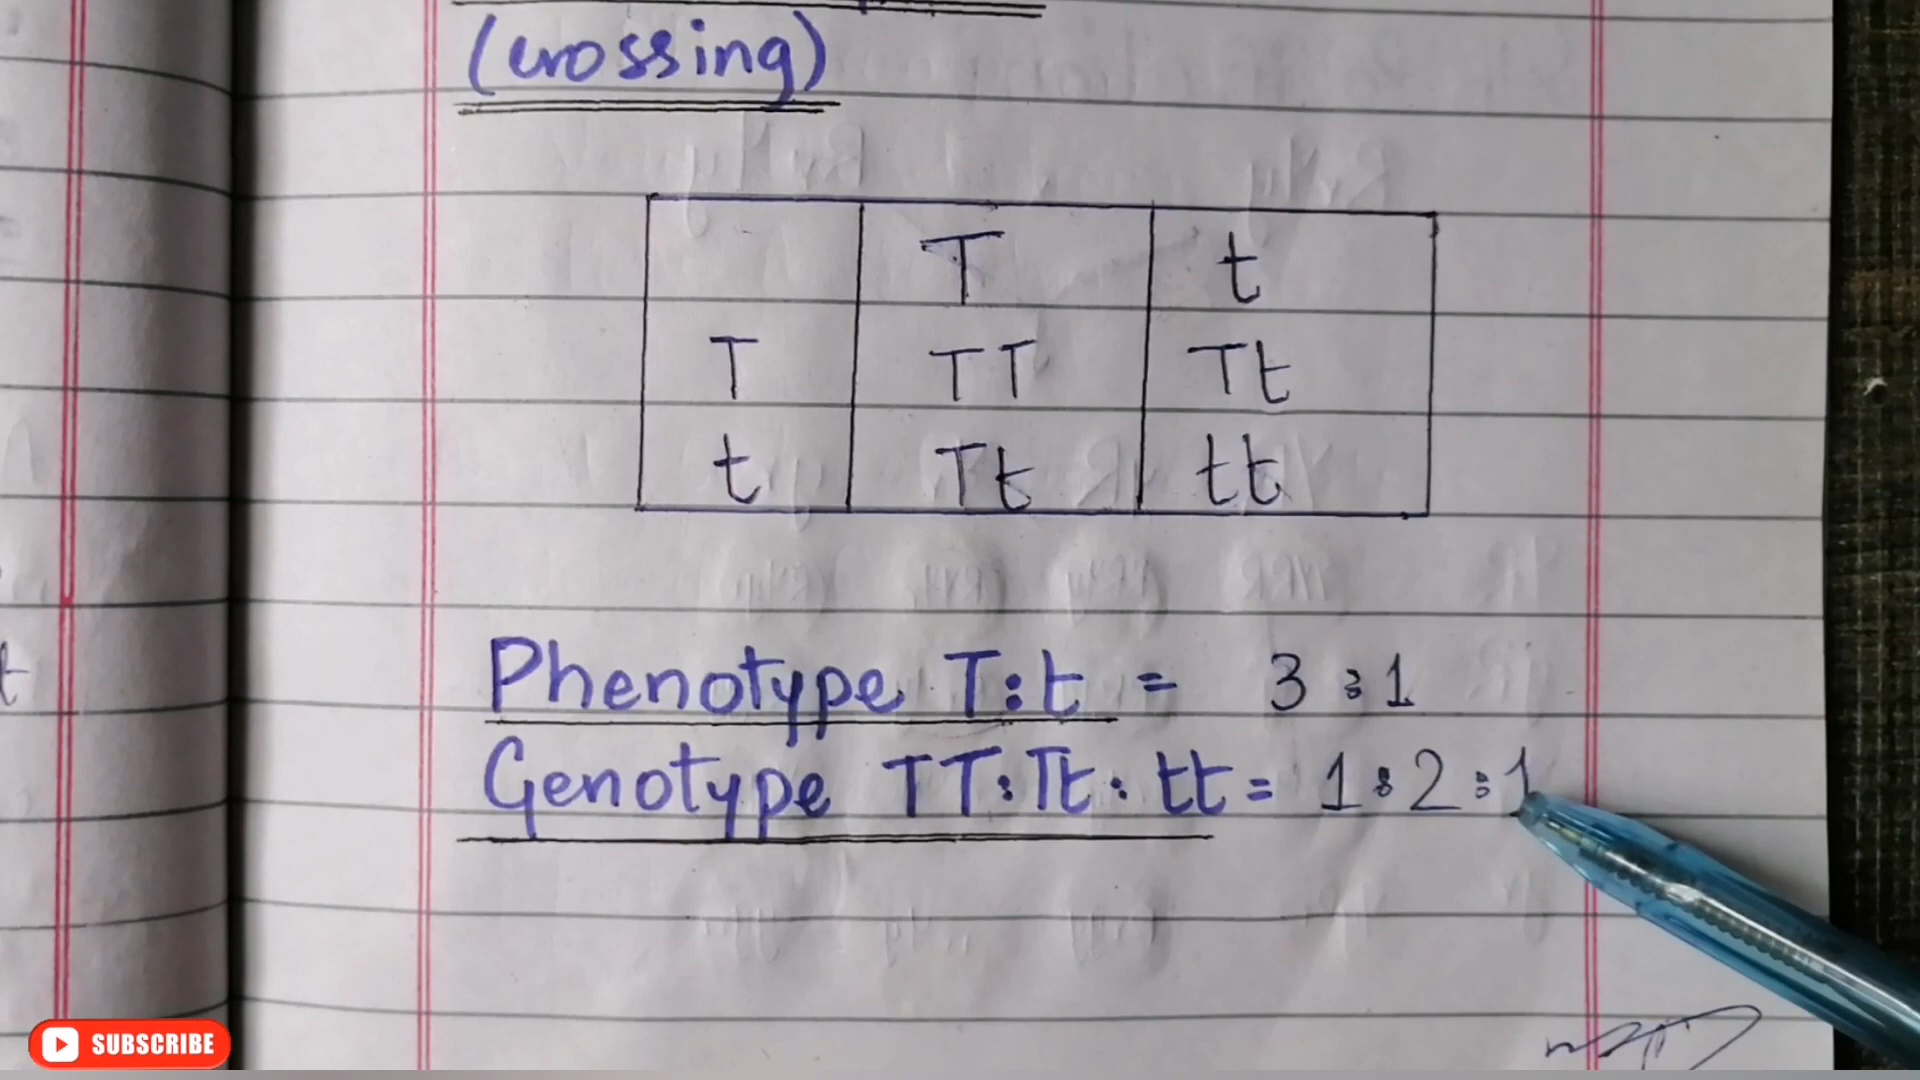 (crossing)
T t
T TT Tt
t Tt tt
Phenotype T:t = 3:1
Genotype TT:Tt:tt = 1:2:1
t
SUBSCRIBE